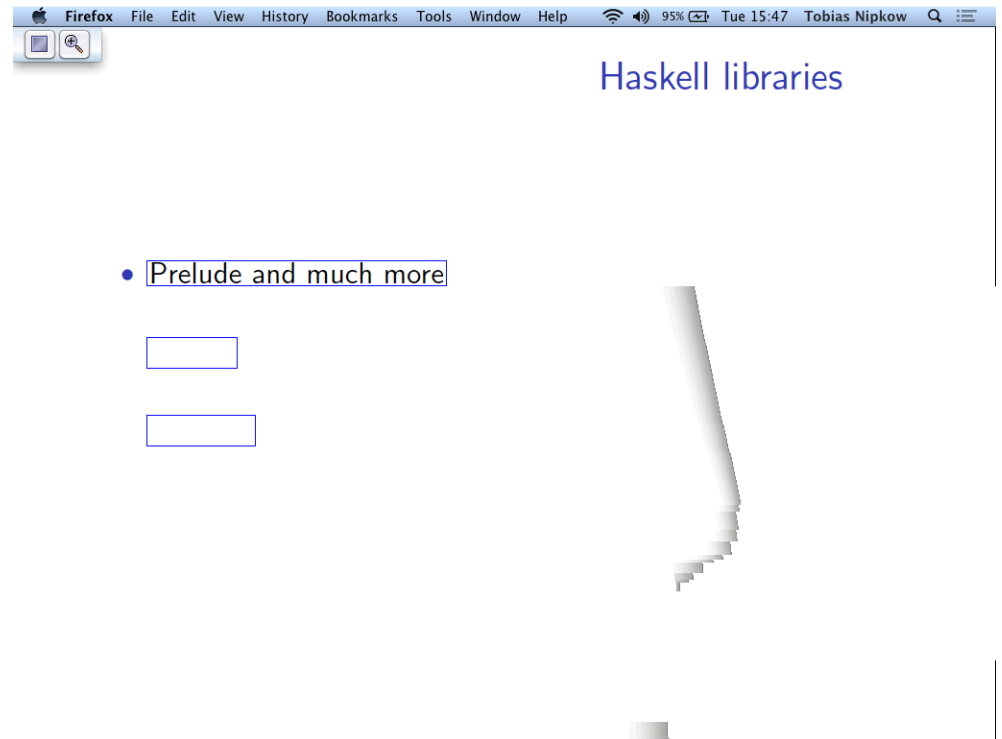 Firefox File Edit View History Bookmarks Tools Window Help 95% Tue 15:47 Tobias Nipkow
Haskell libraries
• Prelude and much more